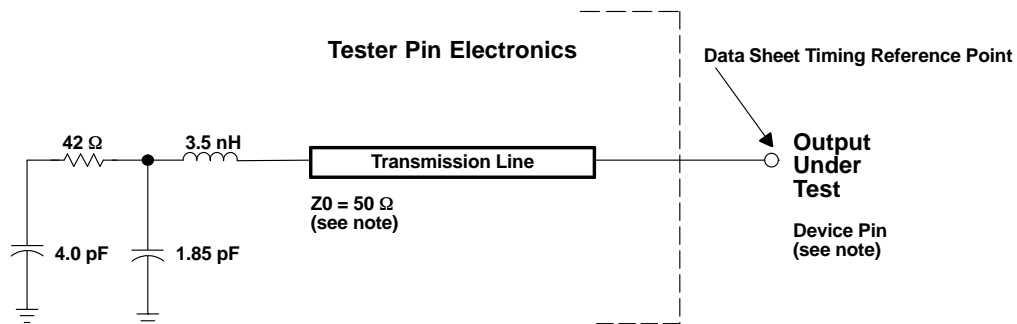 Tester Pin Electronics
Data Sheet Timing Reference Point
42 Ω
3.5 nH
Transmission Line
Output
Under
Test
Z0 = 50 Ω
(see note)
Device Pin
(see note)
4.0 pF
1.85 pF